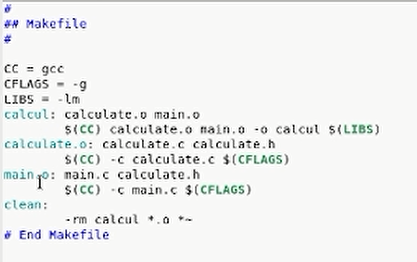 #
## Makefile
#
CC = gcc
CFLAGS = -g
LIBS = -lm
calcul: calculate.o main.o
$(CC) calculate.o main.o -o calcul $(LIBS)
calculate.o: calculate.c calculate.h
$(CC) -c calculate.c $(CFLAGS)
main.o: main.c calculate.h
$(CC) -c main.c $(CFLAGS)
clean:
-rm calcul *.o *~
# End Makefile